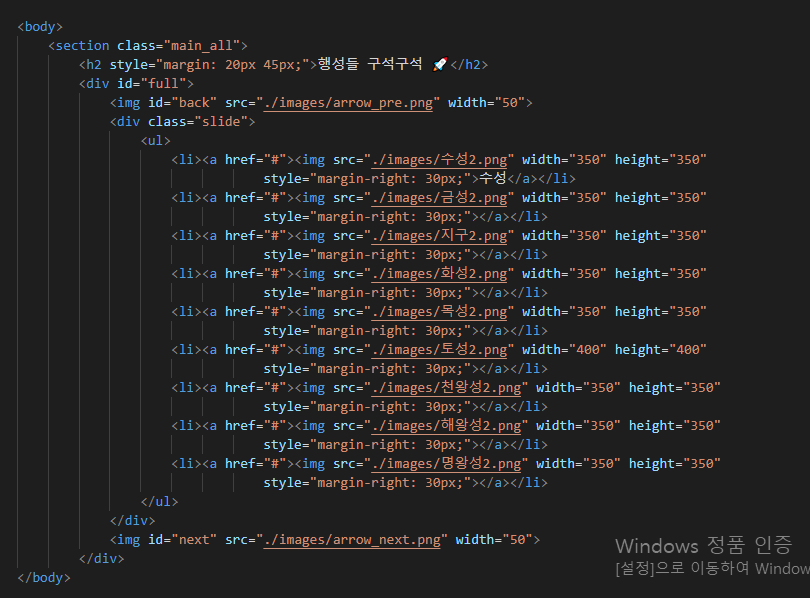 <body>
<section class="main_all">
<h2 style="margin: 20px 45px;">행성들 구석구석 🚀</h2>
<div id="full">
<img id="back" src="./images/arrow_pre.png" width="50">
<div class="slide">
<ul>
<li><a href="#"><img src="./images/수성2.png" width="350" height="350"
style="margin-right: 30px;">수성</a></li>
<li><a href="#"><img src="./images/금성2.png" width="350" height="350"
style="margin-right: 30px;"></a></li>
<li><a href="#"><img src="./images/지구2.png" width="350" height="350"
style="margin-right: 30px;"></a></li>
<li><a href="#"><img src="./images/화성2.png" width="350" height="350"
style="margin-right: 30px;"></a></li>
<li><a href="#"><img src="./images/목성2.png" width="350" height="350"
style="margin-right: 30px;"></a></li>
<li><a href="#"><img src="./images/토성2.png" width="400" height="400"
style="margin-right: 30px;"></a></li>
<li><a href="#"><img src="./images/천왕성2.png" width="350" height="350"
style="margin-right: 30px;"></a></li>
<li><a href="#"><img src="./images/해왕성2.png" width="350" height="350"
style="margin-right: 30px;"></a></li>
<li><a href="#"><img src="./images/명왕성2.png" width="350" height="350"
style="margin-right: 30px;"></a></li>
</ul>
</div>
<img id="next" src="./images/arrow_next.png" width="50">
</div>
</body>
Windows 정품 인증
[설정]으로 이동하여 Window